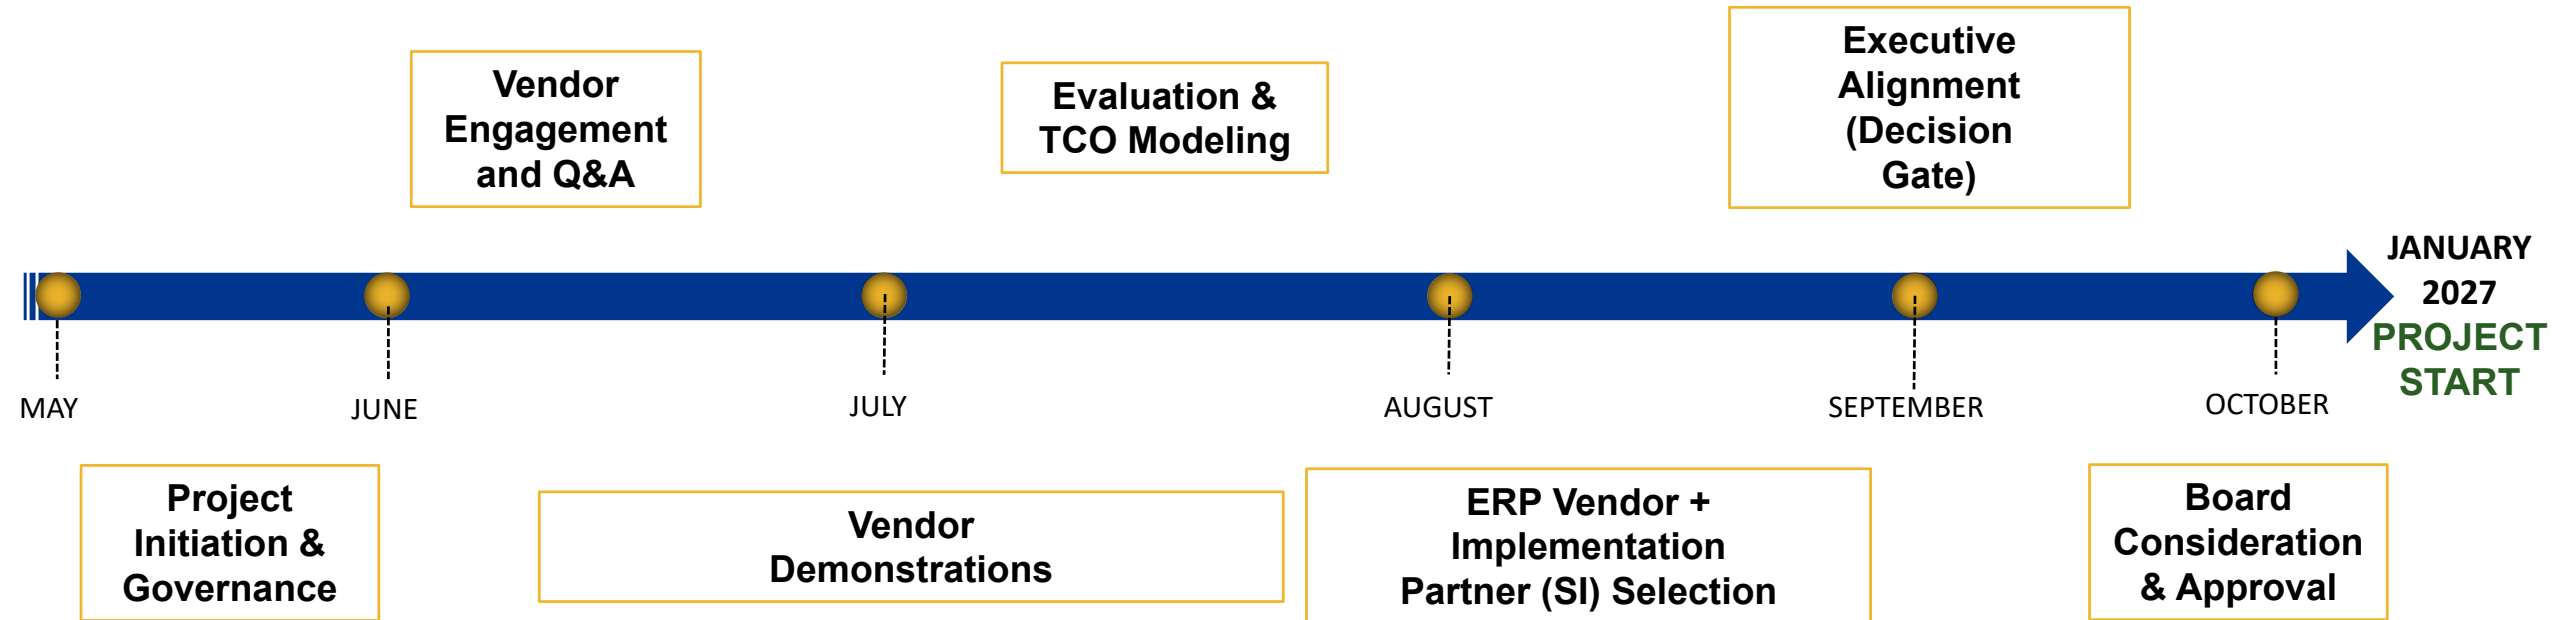 Executive
Alignment
(Decision
Gate)
Vendor
Engagement
and Q&A
Evaluation &
TCO Modeling
JANUARY
2027
PROJECT
START
MAY
JUNE
JULY
AUGUST
SEPTEMBER
OCTOBER
Project
Initiation &
Governance
Vendor
Demonstrations
ERP Vendor +
Implementation
Partner (SI) Selection
Board
Consideration
& Approval